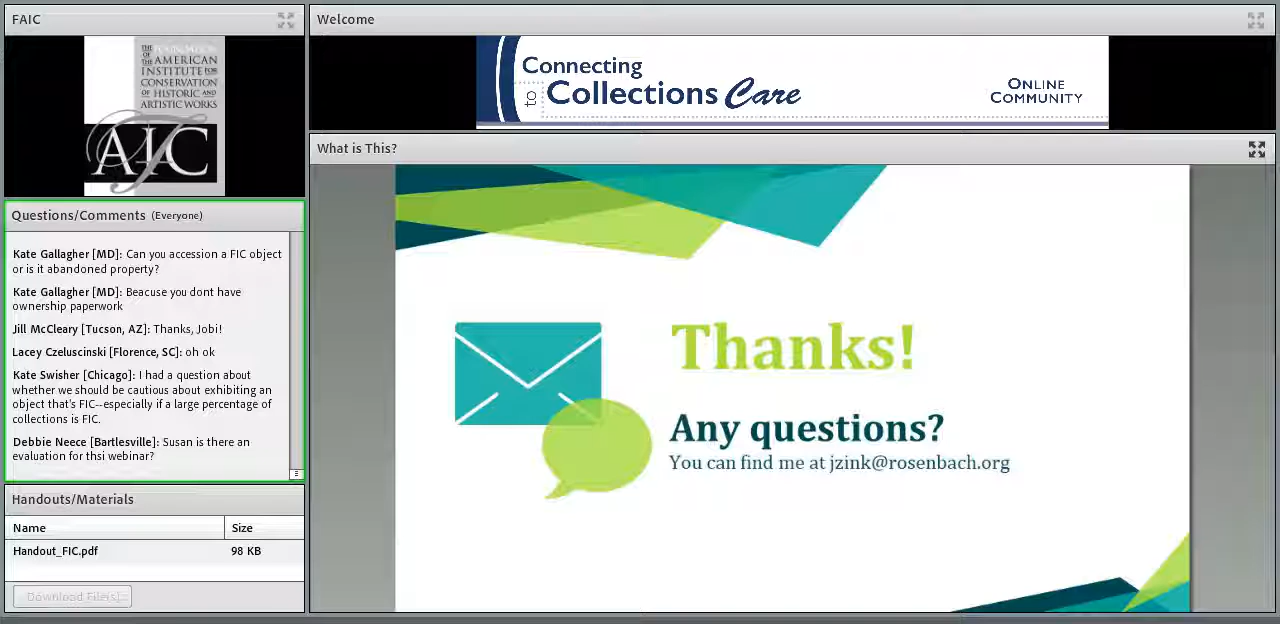 FAIC
THE FOUNDATION
OF THE AMERICAN
INSTITUTE FOR
CONSERVATION
OF HISTORIC AND
ARTISTIC WORKS
AIC
Questions/Comments (Everyone)
Kate Gallagher [MD]: Can you accession a FIC object
or is it abandoned property?
Kate Gallagher [MD]: Beacuse you dont have
ownership paperwork
Jill McCleary [Tucson, AZ]: Thanks, Jobi!
Lacey Czeluscinski [Florence, SC]: oh ok
Kate Swisher [Chicago]: I had a question about
whether we should be cautious about exhibiting an
object that's FIC--especially if a large percentage of
collections is FIC.
Debbie Neece [Bartlesville]: Susan is there an
evaluation for thsi webinar?
Handouts/Materials
Name Size
Handout_FIC.pdf 98 KB
Download File(s)
Welcome
Connecting
to Collections Care
ONLINE
COMMUNITY
What is This?
Thanks!
Any questions?
You can find me at jzink@rosenbach.org